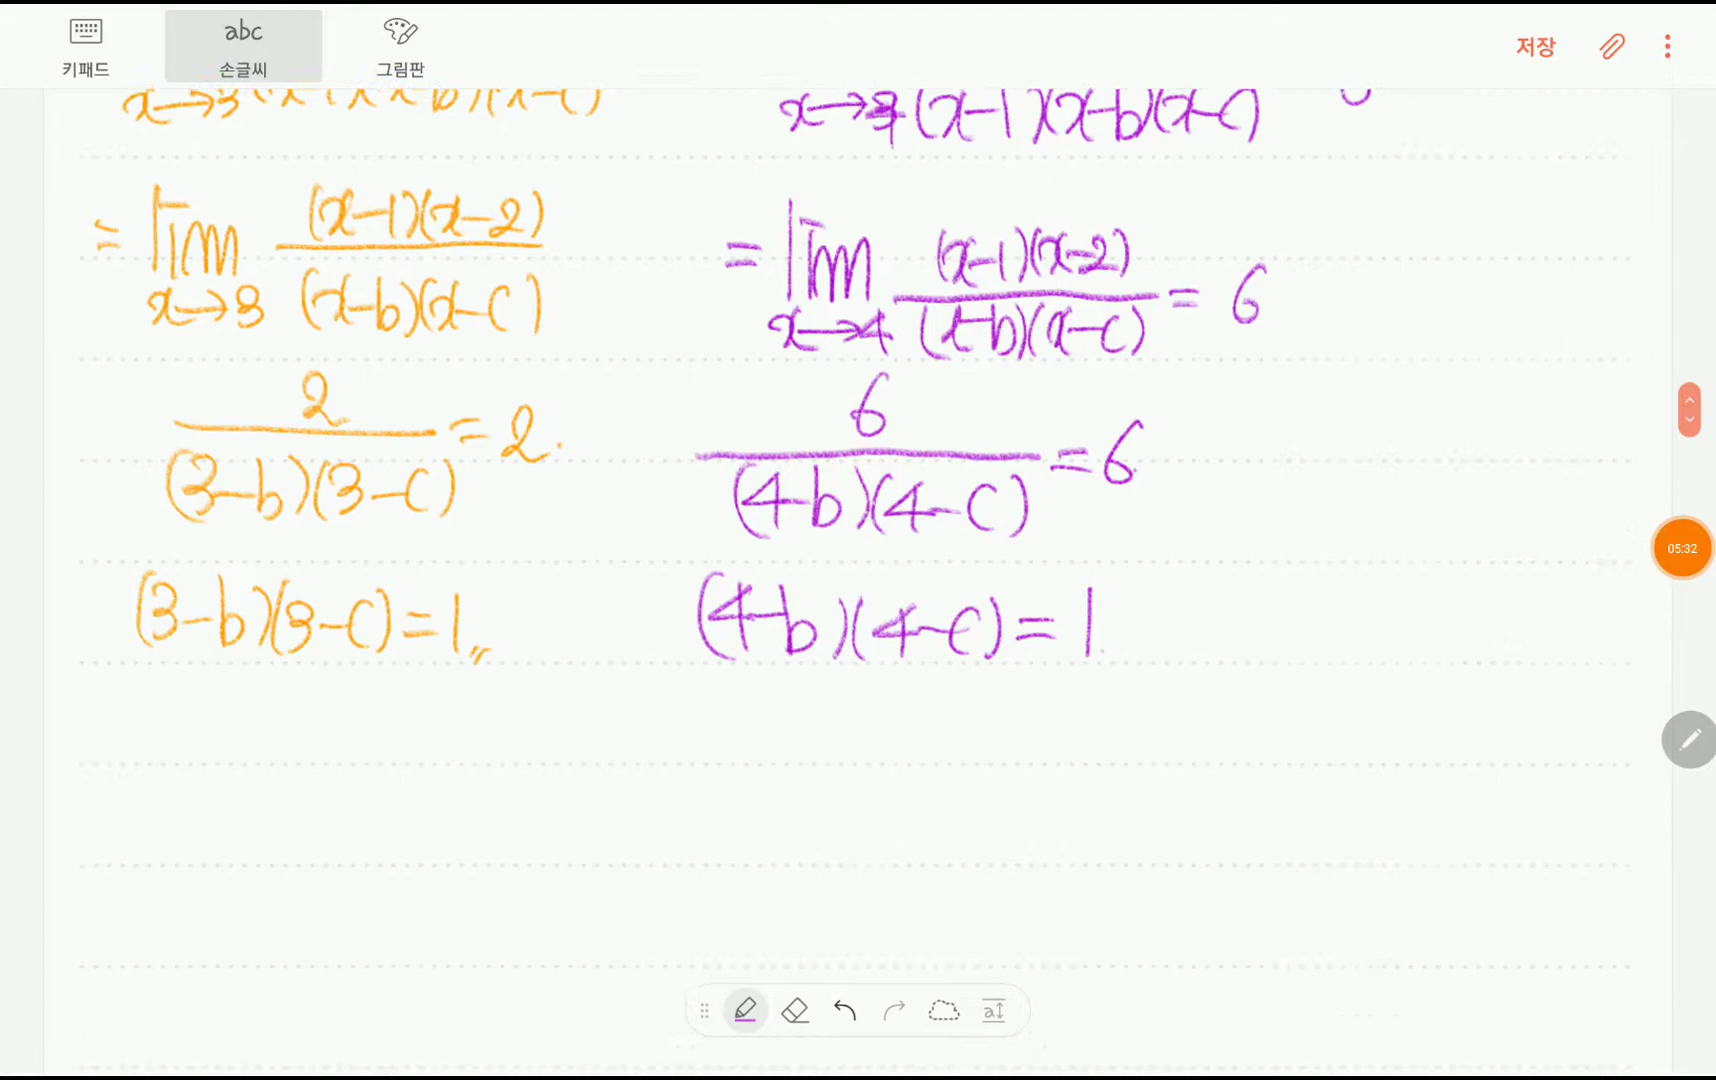 키패드
abc
손글씨
그림판
저장
x→3 (x-b)(x-c)
x→4 (x-1)(x-b)(x-c)
= lim x→3 (x-1)(x-2) / (x-b)(x-c)
= lim x→4 (x-1)(x-2) / (x-b)(x-c) = 6
2 / (3-b)(3-c) = 2.
6 / (4-b)(4-c) = 6
(3-b)(3-c)=1
(4-b)(4-c)=1
05:32